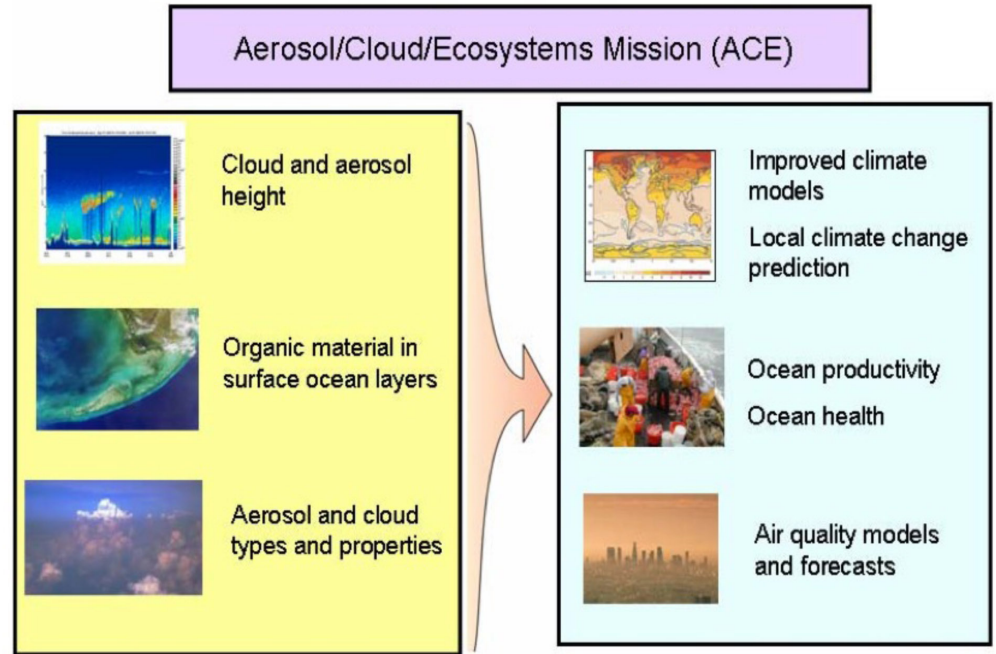 Aerosol/Cloud/Ecosystems Mission (ACE)
Cloud and aerosol
height
Organic material in
surface ocean layers
Aerosol and cloud
types and properties
Improved climate
models
Local climate change
prediction
Ocean productivity
Ocean health
Air quality models
and forecasts